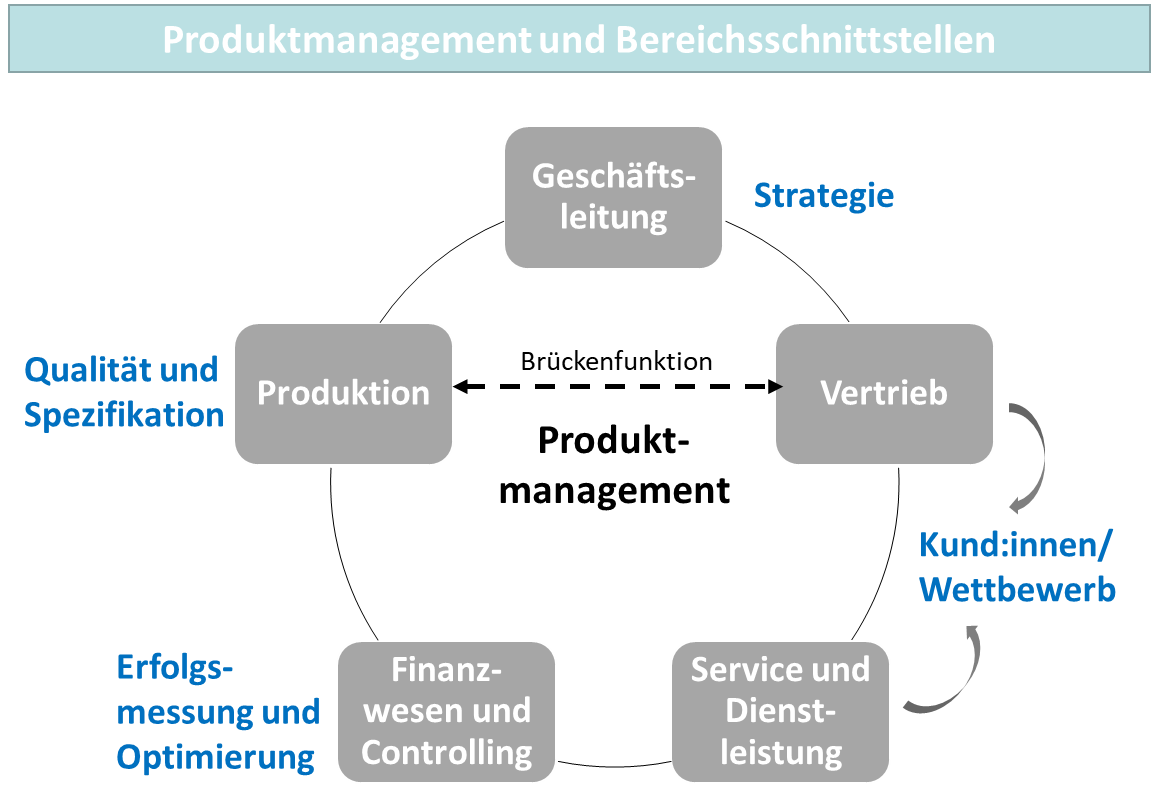 Produktmanagement und Bereichsschnittstellen
Geschäfts-
leitung
Strategie
Qualität und
Spezifikation
Produktion
Brückenfunktion
Produkt-
management
Vertrieb
Kund:innen/
Wettbewerb
Erfolgs-
messung und
Optimierung
Finanz-
wesen und
Controlling
Service und
Dienst-
leistung